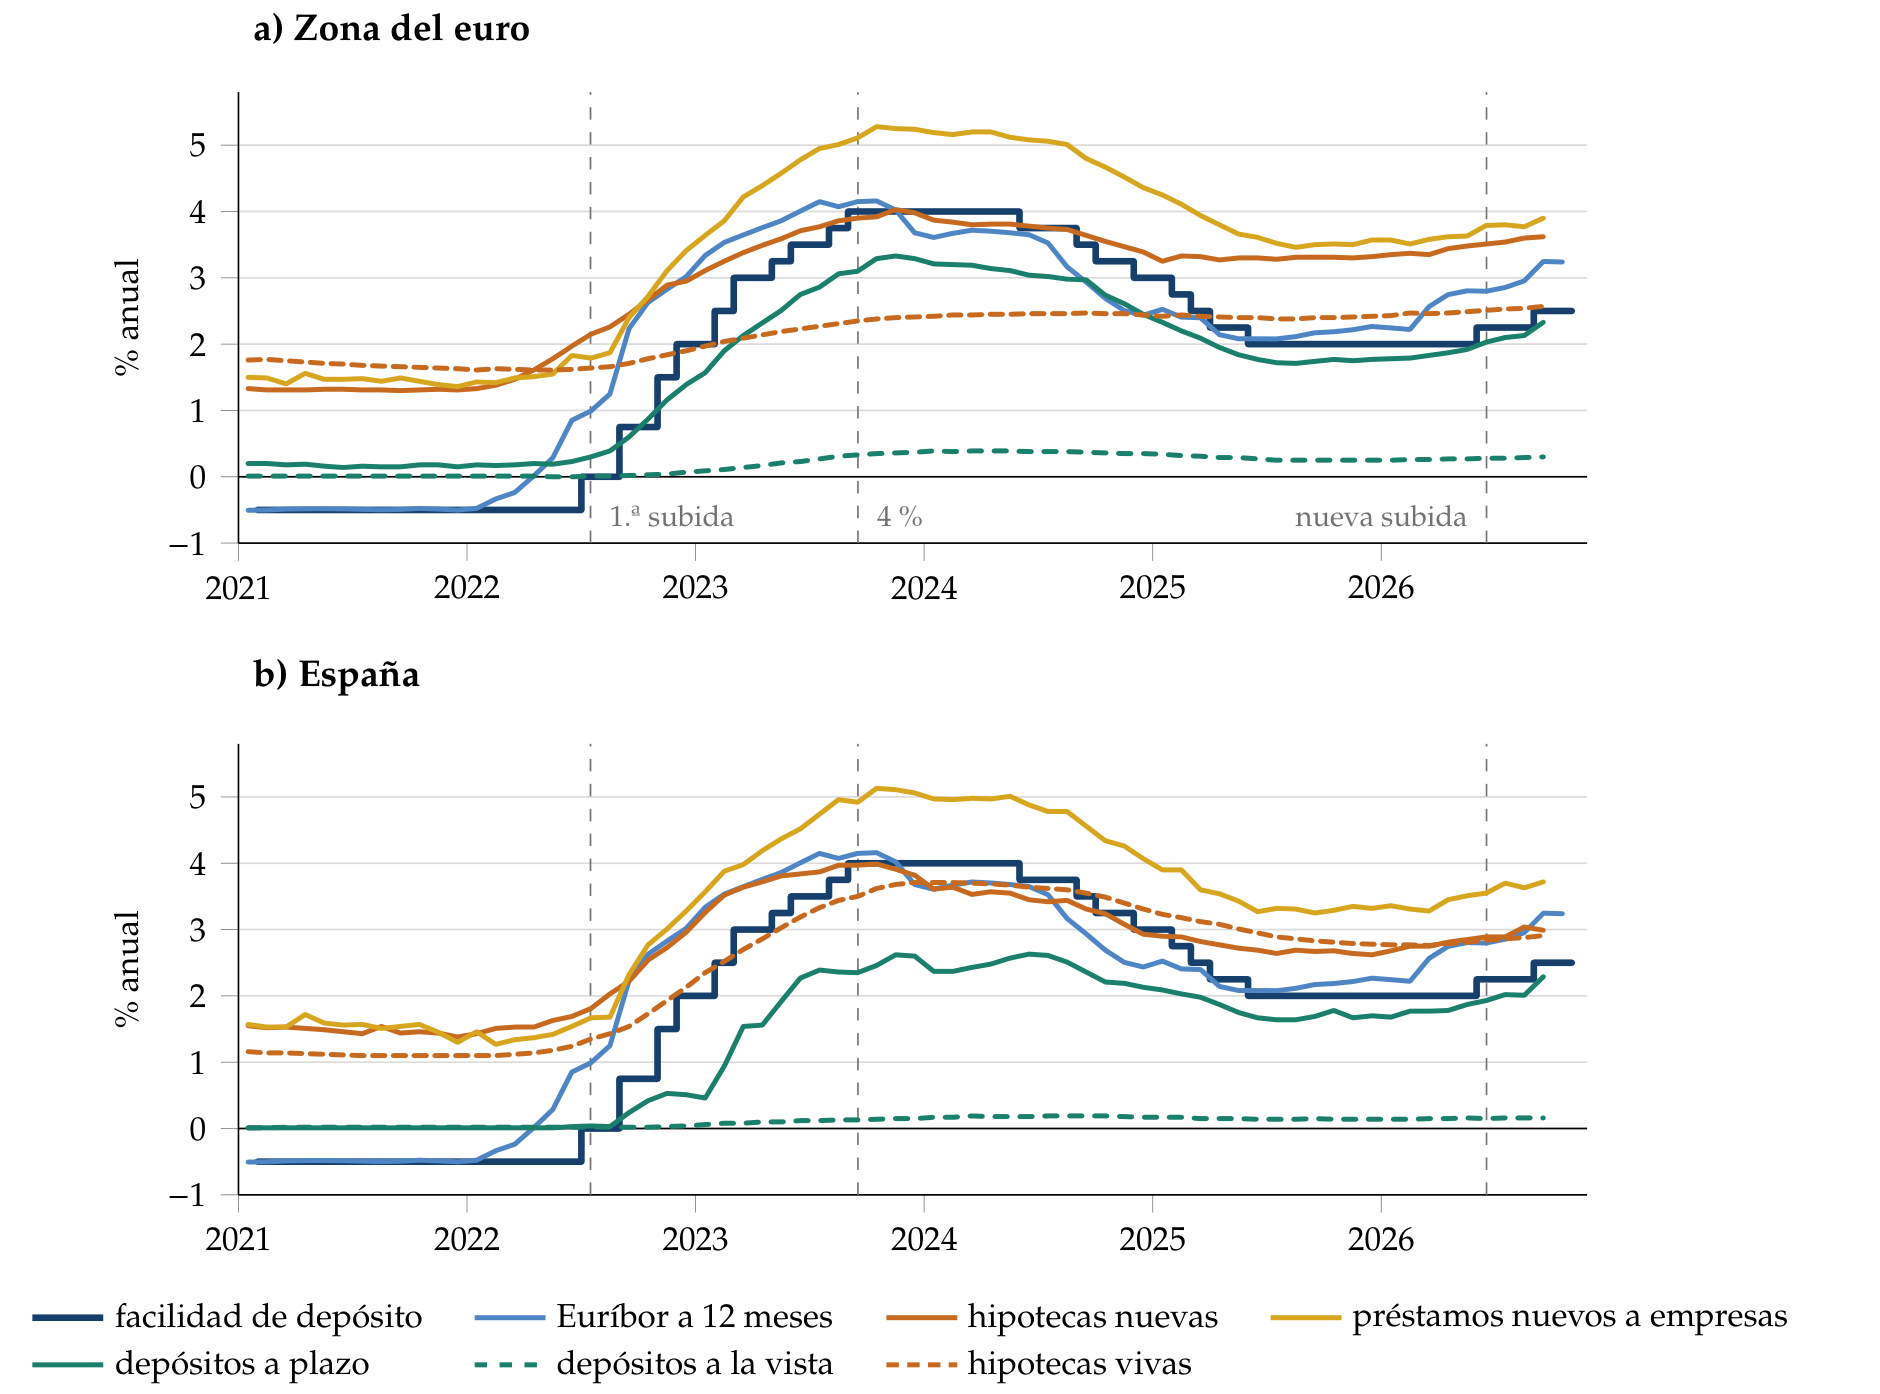 a) Zona del euro
% anual
5
4
3
2
1
0
−1
1.ª subida
4 %
nueva subida
2021 2022 2023 2024 2025 2026
b) España
% anual
5
4
3
2
1
0
−1
2021 2022 2023 2024 2025 2026
facilidad de depósito Euríbor a 12 meses hipotecas nuevas préstamos nuevos a empresas
depósitos a plazo depósitos a la vista hipotecas vivas